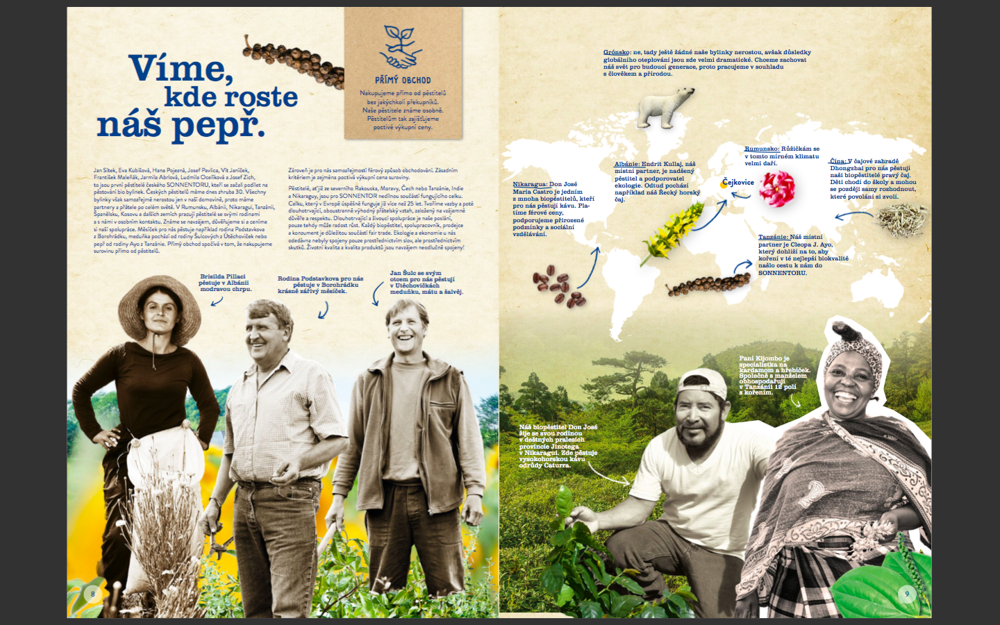 Víme,
kde roste
náš pepř.
PŘÍMÝ OBCHOD
Nakupujeme přímo od pěstitelů
bez jakýchkoli překupníků.
Naše pěstitele známe osobně.
Pěstitelům tak zajišťujeme
poctivé výkupní ceny.
Jan Sítek, Eva Kubišová, Hana Pojezná, Josef Pavlica, Vít Janíček,
František Maleňák, Jarmila Abrlová, Ludmila Ocelíková a Josef Zich,
to jsou první pěstitelé českého SONNENTORU, kteří se začali podílet na
pěstování bio bylinek. Českých pěstitelů máme dnes zhruba 30. Všechny
bylinky však samozřejmě nerostou jen v naší domovině, proto máme
partnery a přátele po celém světě. V Rumunsku, Albánii, Nikaragui, Tanzánii,
Španělsku, Kosovu a dalších zemích pracují pěstitelé se svými rodinami
a s námi v osobním kontaktu. Známe se navzájem, důvěřujeme si a ceníme
si naší spolupráce. Měsíček pro nás pěstuje například rodina Podstavkova
z Borohrádku, meduňka pochází od rodiny Šulcových z Útěchoviček nebo
pepř od rodiny Ayo z Tanzánie. Přímý obchod spočívá v tom, že nakupujeme
surovinu přímo od pěstitelů.
Zároveň je pro nás samozřejmostí férový způsob obchodování. Zásadním
kritériem je zejména poctivá výkupní cena suroviny.
Pěstitelé, ať již ze severního Rakouska, Moravy, Čech nebo Tanzánie, Indie
a Nikaraguy, jsou pro SONNENTOR nedílnou součástí fungujícího celku.
Celku, který v Evropě úspěšně funguje již více než 25 let. Tvoříme vazby a poté
dlouhotrvající, oboustranně výhodný přátelský vztah, založený na vzájemné
důvěře a respektu. Dlouhotrvající a živoucí spolupráce je naše poslání,
pouze tehdy může radost růst. Každý biopěstitel, spolupracovník, prodejce
a konzument je důležitou součástí fair trade. Ekologie a ekonomie u nás
odedávna nebyly spojeny pouze prostřednictvím slov, ale prostřednictvím
skutků. Životní kvalita a kvalita produktů jsou navzájem neodlučně spojeny!
Brisilda Pillaci
pěstuje v Albánii
modravou chrpu.
Rodina Podstavkova pro nás
pěstuje v Borohrádku
krásně zářivý měsíček.
Jan Šulc se svým
otcem pro nás pěstují
v Utěchovičkách
meduňku, mátu a šalvěj.
8
Grónsko: ne, tady ještě žádné naše bylinky nerostou, avšak důsledky
globálního oteplování jsou zde velmi dramatické. Chceme zachovat
náš svět pro budoucí generace, proto pracujeme v souhladu
s člověkem a přírodou.
Rumunsko: Růžičkám se
v tomto mírném klimatu
velmi daří.
Albánie: Endrit Kullaj, náš
místní partner, je nadšený
pěstitel a podporovatel
ekologie. Odtud pochází
například náš Řecký horský
čaj.
Čína: V čajové zahradě
Dhongzhai pro nás pěstují
naši biopěstitelé pravý čaj.
Děti chodí do školy a mohou
se později samy rozhodnout,
které povolání si zvolí.
Čejkovice
Nikaragua: Don José
Maria Castro je jedním
z mnoha biopěstitelů, kteří
pro nás pěstují kávu. Pla-
tíme férové ceny,
podporujeme přirozené
podmínky a sociální
vzdělávání.
Tanzánie: Náš místní
partner je Cleopa J. Ayo,
který dohlíží na to, aby
koření v té nejlepší biokvalitě
našlo cestu k nám do
SONNENTORU.
Paní Kijombo je
specialistka na
kardamom a hřebíček.
Společně s manželem
obhospodařují
v Tanzánii 12 polí
s kořením.
Náš biopěstitel Don José
žije se svou rodinou
v deštných pralesích
provincie Jinotega
v Nikaragui. Zde pěstuje
vysokohorskou kávu
odrůdy Caturra.
9